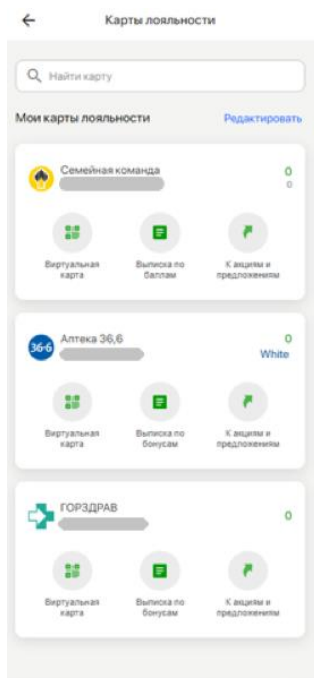 Карты лояльности
Найти карту
Мои карты лояльности Редактировать
Семейная команда 0
0
Виртуальная карта
Выписка по баллам
К акциям и предложениям
36-6 Аптека 36,6 0
White
Виртуальная карта
Выписка по бонусам
К акциям и предложениям
ГОРЗДРАВ 0
Виртуальная карта
Выписка по бонусам
К акциям и предложениям